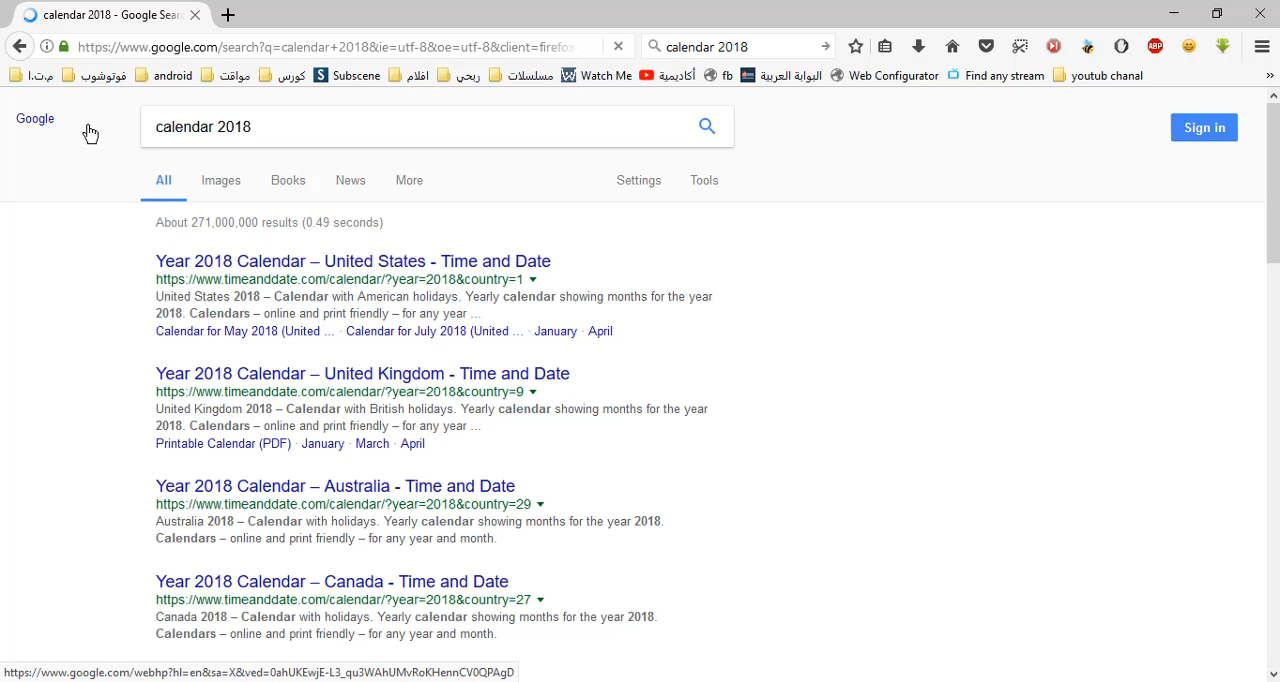 calendar 2018 - Google Sear
https://www.google.com/search?q=calendar+2018&ie=utf-8&oe=utf-8&client=firefox-
calendar 2018
م.ت.ا
فوتوشوب
android
مواقت
كورس
S Subscene
افلام
ربحي
مسلسلات
Watch Me
أكاديمية
fb
البوابة العربية
Web Configurator
Find any stream
youtub chanal
ABP
Google
calendar 2018
Sign in
All Images Books News More Settings Tools
About 271,000,000 results (0.49 seconds)
Year 2018 Calendar – United States - Time and Date
https://www.timeanddate.com/calendar/?year=2018&country=1
United States 2018 – Calendar with American holidays. Yearly calendar showing months for the year
2018. Calendars – online and print friendly – for any year ...
Calendar for May 2018 (United ... · Calendar for July 2018 (United ... · January · April
Year 2018 Calendar – United Kingdom - Time and Date
https://www.timeanddate.com/calendar/?year=2018&country=9
United Kingdom 2018 – Calendar with British holidays. Yearly calendar showing months for the year
2018. Calendars – online and print friendly – for any year ...
Printable Calendar (PDF) · January · March · April
Year 2018 Calendar – Australia - Time and Date
https://www.timeanddate.com/calendar/?year=2018&country=29
Australia 2018 – Calendar with holidays. Yearly calendar showing months for the year 2018.
Calendars – online and print friendly – for any year and month.
Year 2018 Calendar – Canada - Time and Date
https://www.timeanddate.com/calendar/?year=2018&country=27
Canada 2018 – Calendar with holidays. Yearly calendar showing months for the year 2018.
Calendars – online and print friendly – for any year and month.
https://www.google.com/webhp?hl=en&sa=X&ved=0ahUKEwjE-L3_qu3WAhUMvRoKHennCV0QPAgD